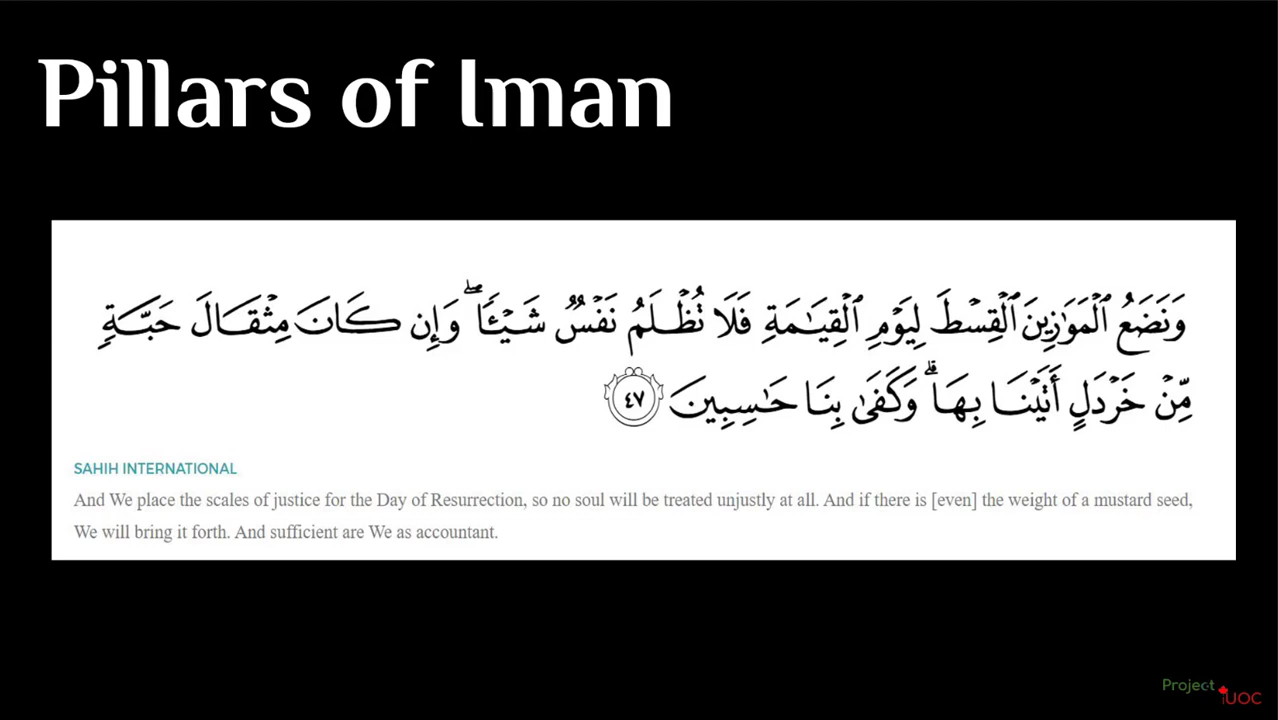 Pillars of Iman
وَنَضَعُ ٱلْمَوَٰزِينَ ٱلْقِسْطَ لِيَوْمِ ٱلْقِيَـٰمَةِ فَلَا تُظْلَمُ نَفْسٌ شَيْـًٔا ۖ وَإِن كَانَ مِثْقَالَ حَبَّةٍ
مِّنْ خَرْدَلٍ أَتَيْنَا بِهَا ۗ وَكَفَىٰ بِنَا حَـٰسِبِينَ ٤٧
SAHIH INTERNATIONAL
And We place the scales of justice for the Day of Resurrection, so no soul will be treated unjustly at all. And if there is [even] the weight of a mustard seed,
We will bring it forth. And sufficient are We as accountant.
Project
iUOC